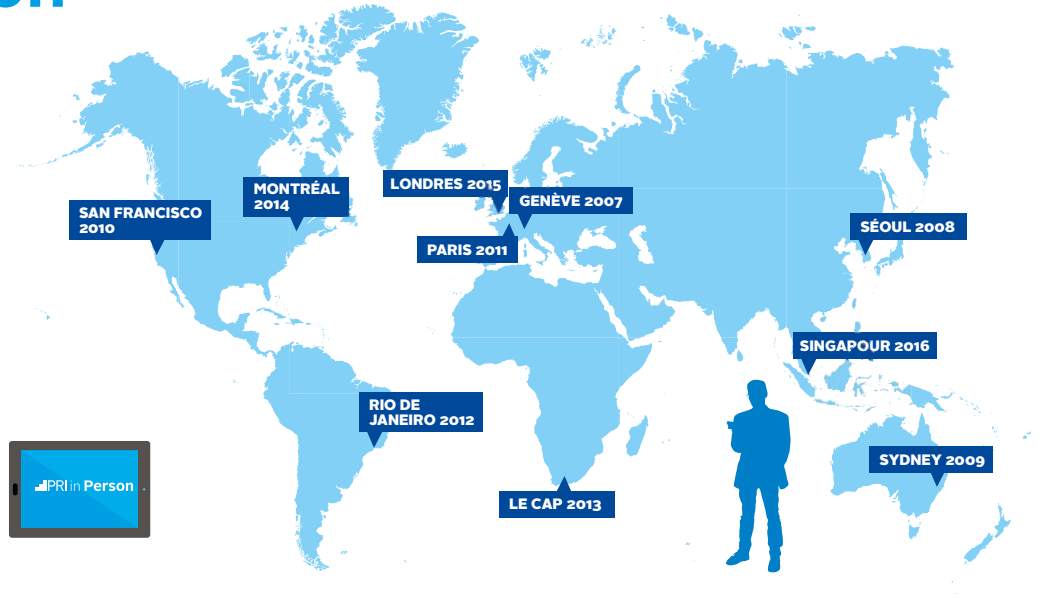 MONTRÉAL
2014
LONDRES 2015
GENÈVE 2007
SAN FRANCISCO
2010
PARIS 2011
SÉOUL 2008
SINGAPOUR 2016
RIO DE
JANEIRO 2012
SYDNEY 2009
PRI in Person
LE CAP 2013